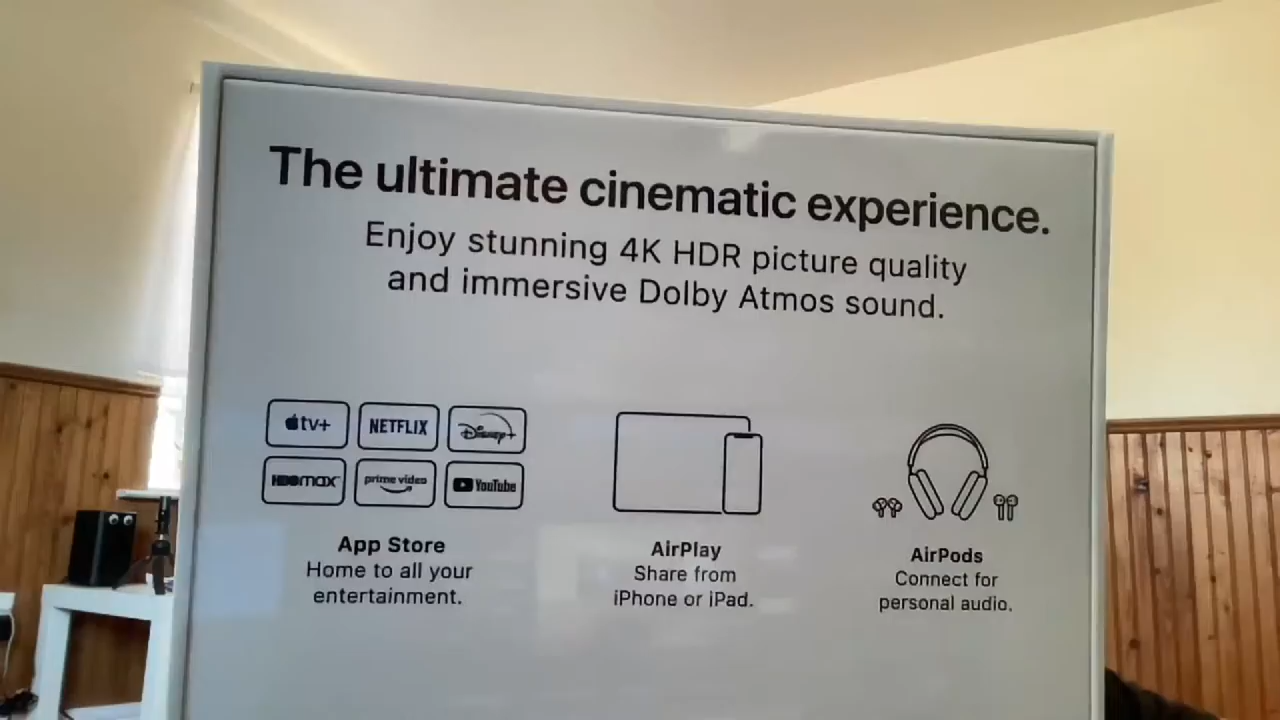 The ultimate cinematic experience.
Enjoy stunning 4K HDR picture quality
and immersive Dolby Atmos sound.
tv+ NETFLIX Disney+
HBOmax prime video YouTube
App Store
Home to all your
entertainment.
AirPlay
Share from
iPhone or iPad.
AirPods
Connect for
personal audio.